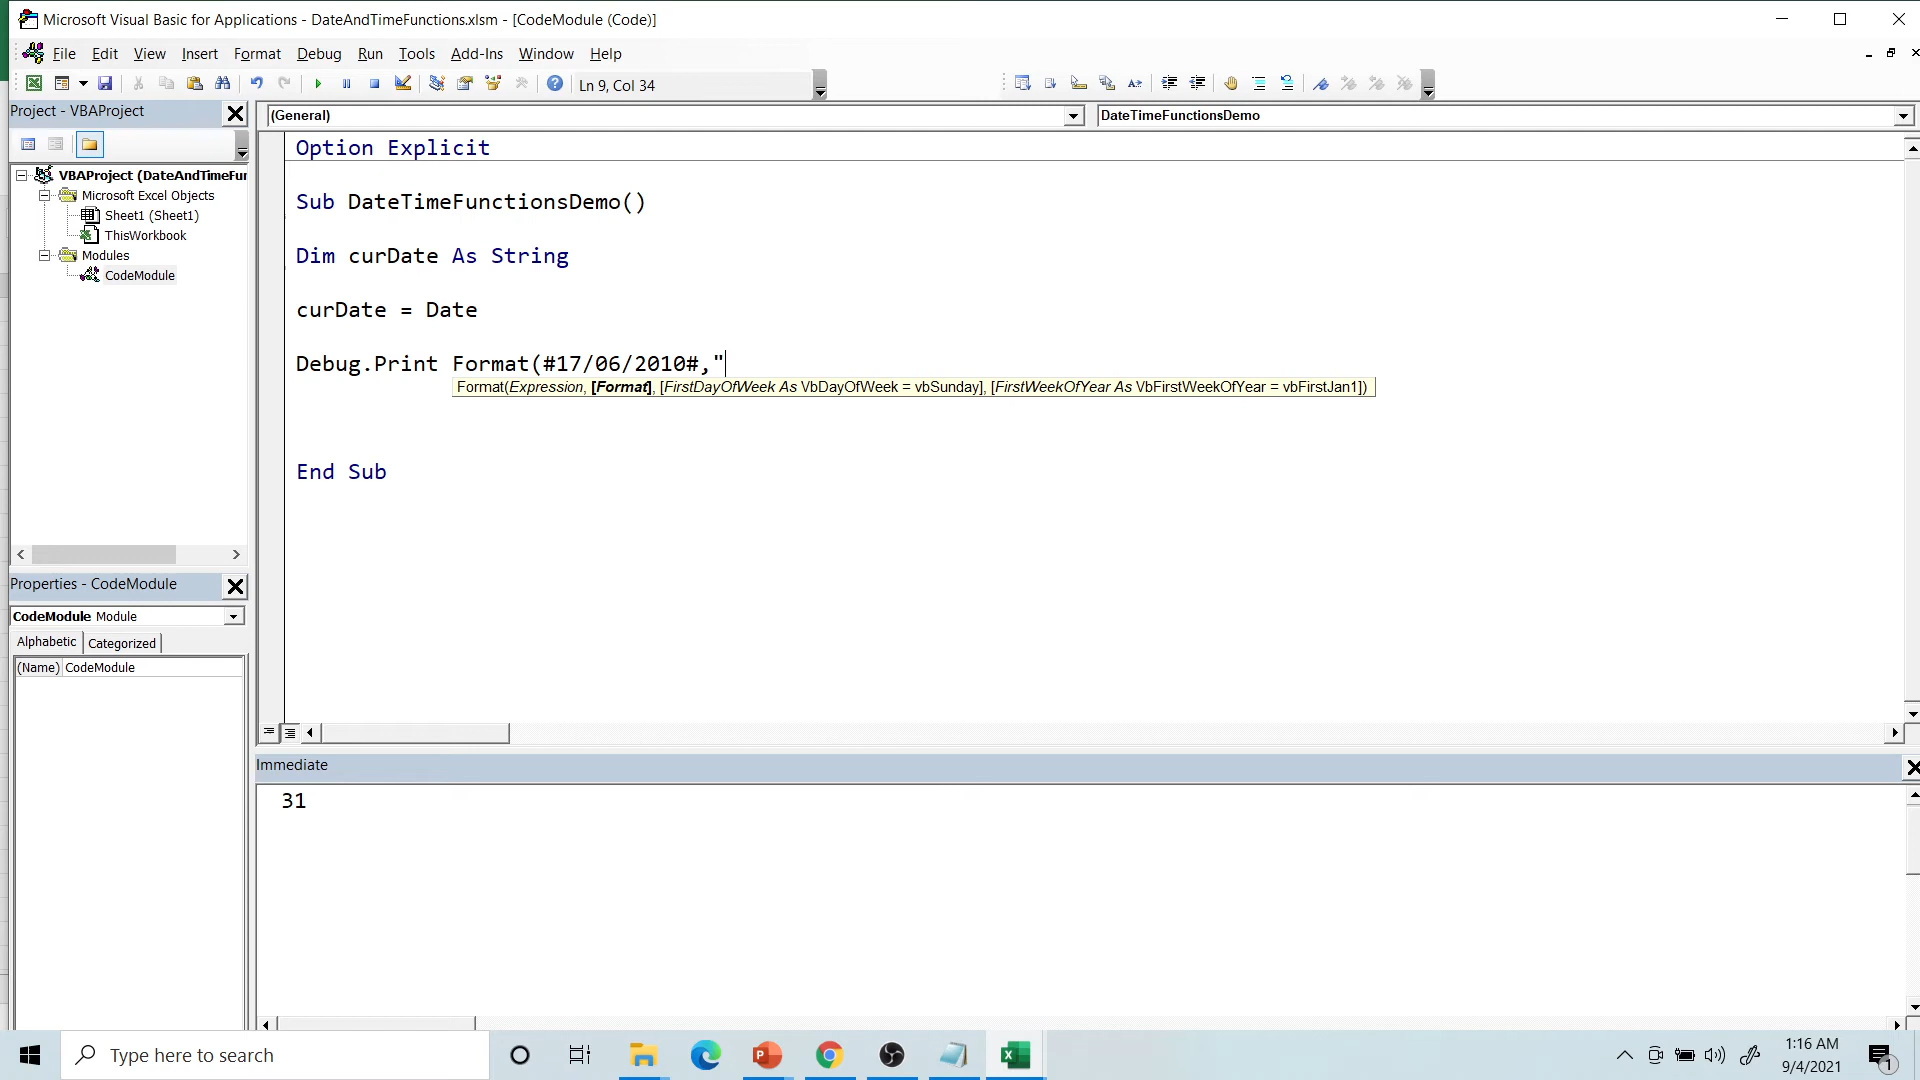 Microsoft Visual Basic for Applications - DateAndTimeFunctions.xlsm - [CodeModule (Code)]
File Edit View Insert Format Debug Run Tools Add-Ins Window Help
Ln 9, Col 34
Project - VBAProject
(General)
DateTimeFunctionsDemo
VBAProject (DateAndTimeFun
Microsoft Excel Objects
Sheet1 (Sheet1)
ThisWorkbook
Modules
CodeModule
Option Explicit
Sub DateTimeFunctionsDemo()
Dim curDate As String
curDate = Date
Debug.Print Format(#17/06/2010#,"
Format(Expression, [Format], [FirstDayOfWeek As VbDayOfWeek = vbSunday], [FirstWeekOfYear As VbFirstWeekOfYear = vbFirstJan1])
End Sub
Properties - CodeModule
CodeModule Module
Alphabetic Categorized
(Name) CodeModule
Immediate
31
Type here to search
1:16 AM
9/4/2021
1